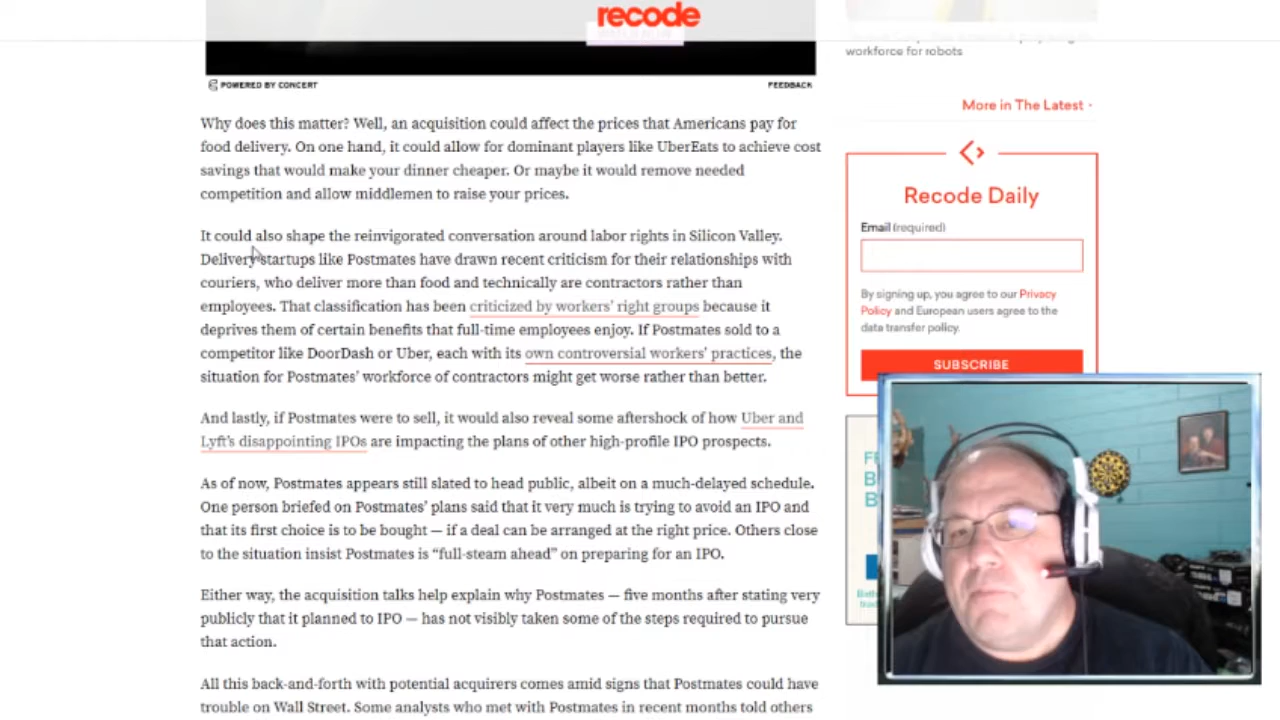 recode
workforce for robots
POWERED BY CONCERT
FEEDBACK
More in The Latest
Why does this matter? Well, an acquisition could affect the prices that Americans pay for
food delivery. On one hand, it could allow for dominant players like UberEats to achieve cost
savings that would make your dinner cheaper. Or maybe it would remove needed
competition and allow middlemen to raise your prices.
It could also shape the reinvigorated conversation around labor rights in Silicon Valley.
Delivery startups like Postmates have drawn recent criticism for their relationships with
couriers, who deliver more than food and technically are contractors rather than
employees. That classification has been criticized by workers’ right groups because it
deprives them of certain benefits that full-time employees enjoy. If Postmates sold to a
competitor like DoorDash or Uber, each with its own controversial workers’ practices, the
situation for Postmates’ workforce of contractors might get worse rather than better.
And lastly, if Postmates were to sell, it would also reveal some aftershock of how Uber and
Lyft’s disappointing IPOs are impacting the plans of other high-profile IPO prospects.
As of now, Postmates appears still slated to head public, albeit on a much-delayed schedule.
One person briefed on Postmates’ plans said that it very much is trying to avoid an IPO and
that its first choice is to be bought — if a deal can be arranged at the right price. Others close
to the situation insist Postmates is “full-steam ahead” on preparing for an IPO.
Either way, the acquisition talks help explain why Postmates — five months after stating very
publicly that it planned to IPO — has not visibly taken some of the steps required to pursue
that action.
All this back-and-forth with potential acquirers comes amid signs that Postmates could have
trouble on Wall Street. Some analysts who met with Postmates in recent months told others
Recode Daily
Email (required)
By signing up, you agree to our Privacy
Policy and European users agree to the
data transfer policy.
SUBSCRIBE